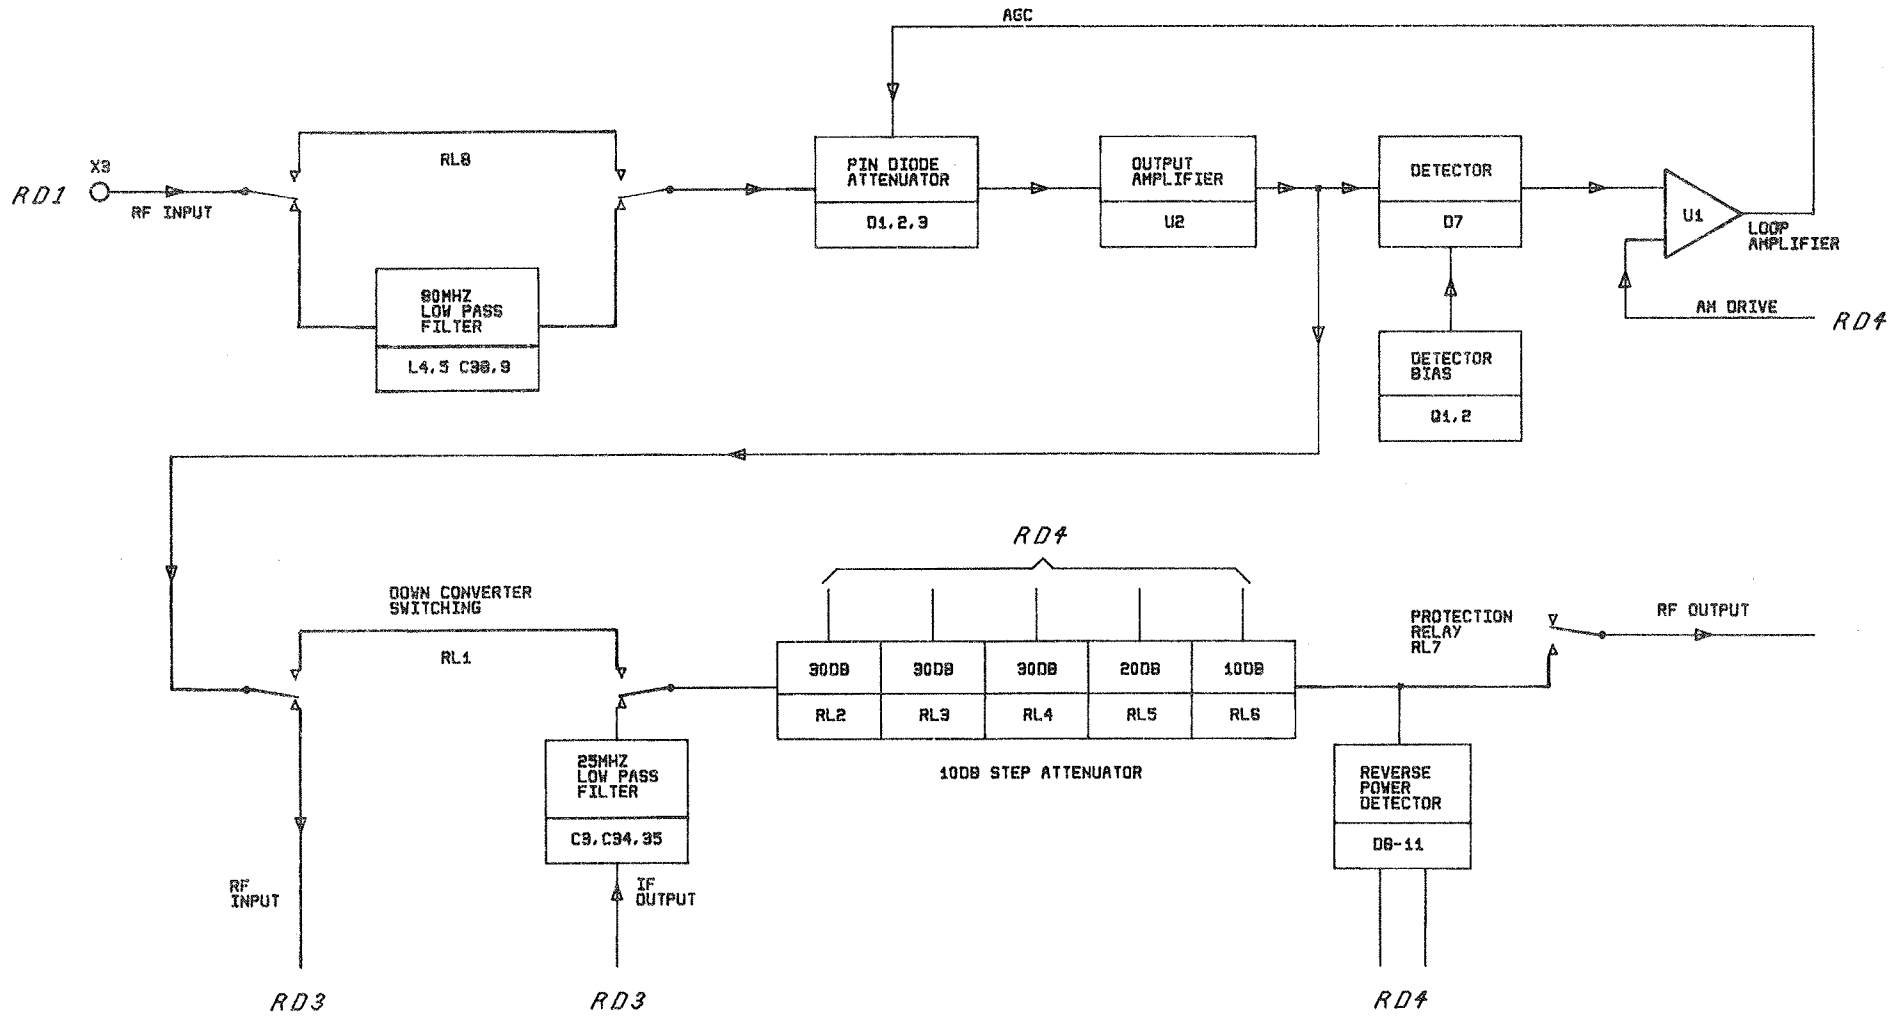 AGC
X3
RD1
RF INPUT
RL8
80MHZ
LOW PASS
FILTER
L4,5 C38,9
PIN DIODE
ATTENUATOR
D1,2,3
OUTPUT
AMPLIFIER
U2
DETECTOR
D7
DETECTOR
BIAS
Q1,2
U1
LOOP
AMPLIFIER
AM DRIVE
RD4
DOWN CONVERTER
SWITCHING
RL1
25MHZ
LOW PASS
FILTER
C3,C34,35
RF
INPUT
RD3
IF
OUTPUT
RD3
RD4
30DB 30DB 30DB 20DB 10DB
RL2 RL3 RL4 RL5 RL6
10DB STEP ATTENUATOR
PROTECTION
RELAY
RL7
RF OUTPUT
REVERSE
POWER
DETECTOR
D8-11
RD4